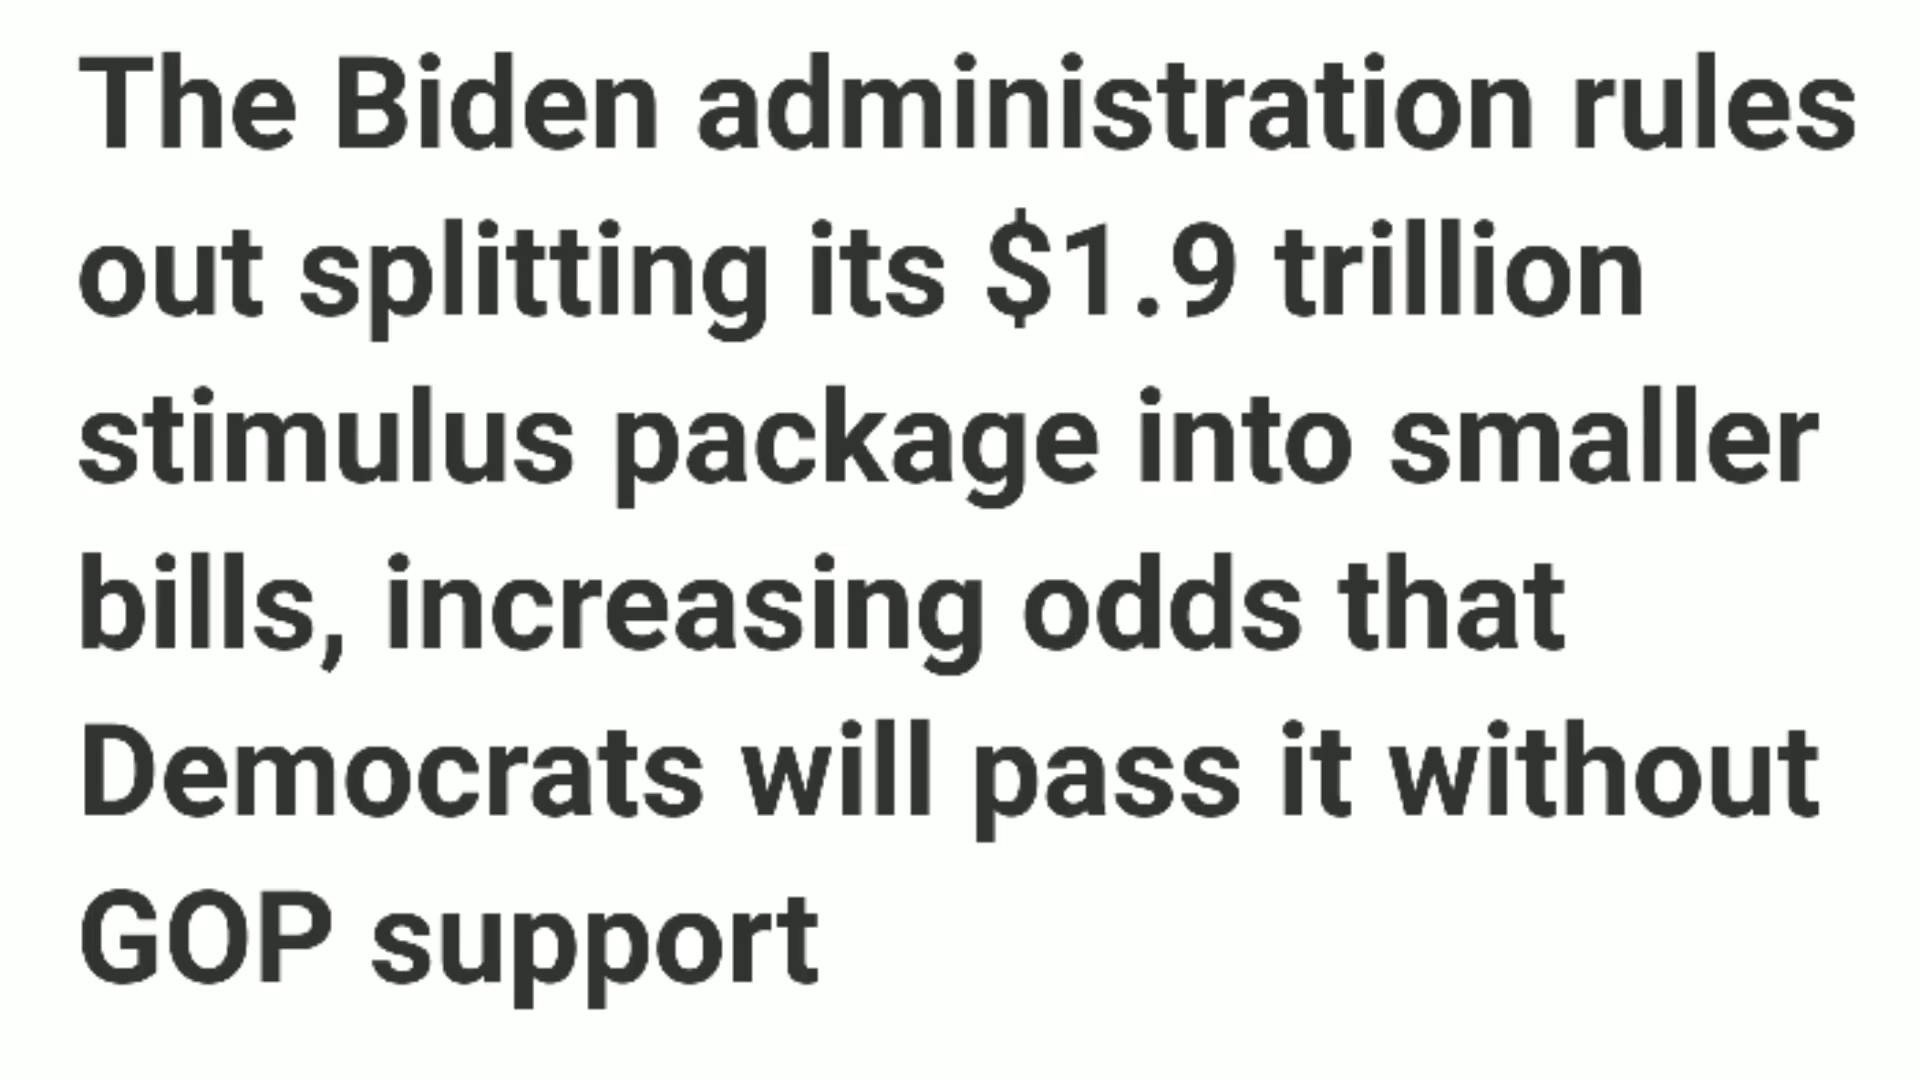 The Biden administration rules
out splitting its $1.9 trillion
stimulus package into smaller
bills, increasing odds that
Democrats will pass it without
GOP support